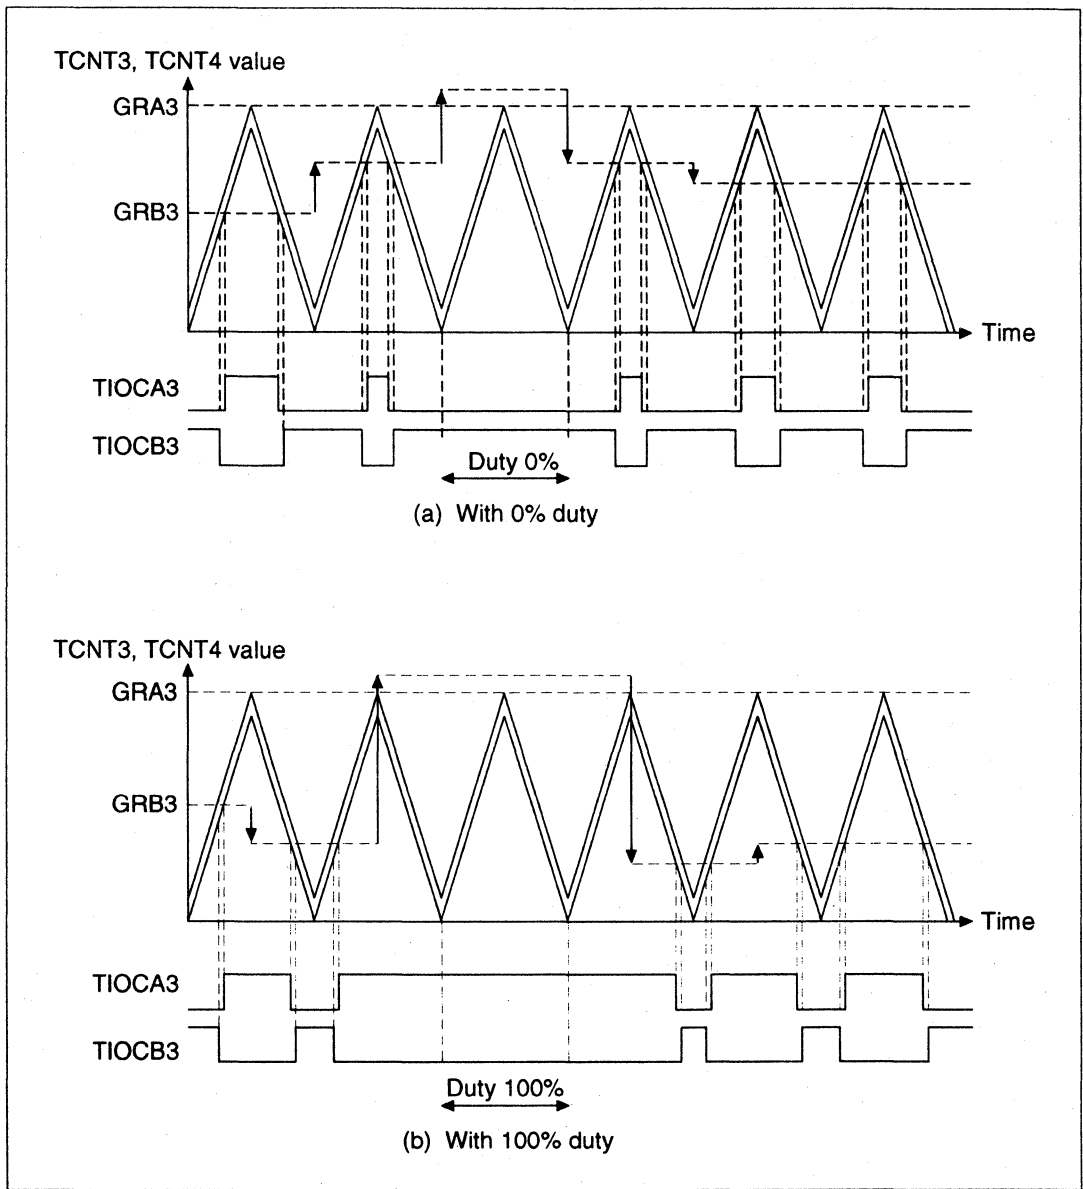 TCNT3, TCNT4 value
GRA3
GRB3
Time
TIOCA3
TIOCB3
Duty 0%
(a) With 0% duty
TCNT3, TCNT4 value
GRA3
GRB3
Time
TIOCA3
TIOCB3
Duty 100%
(b) With 100% duty